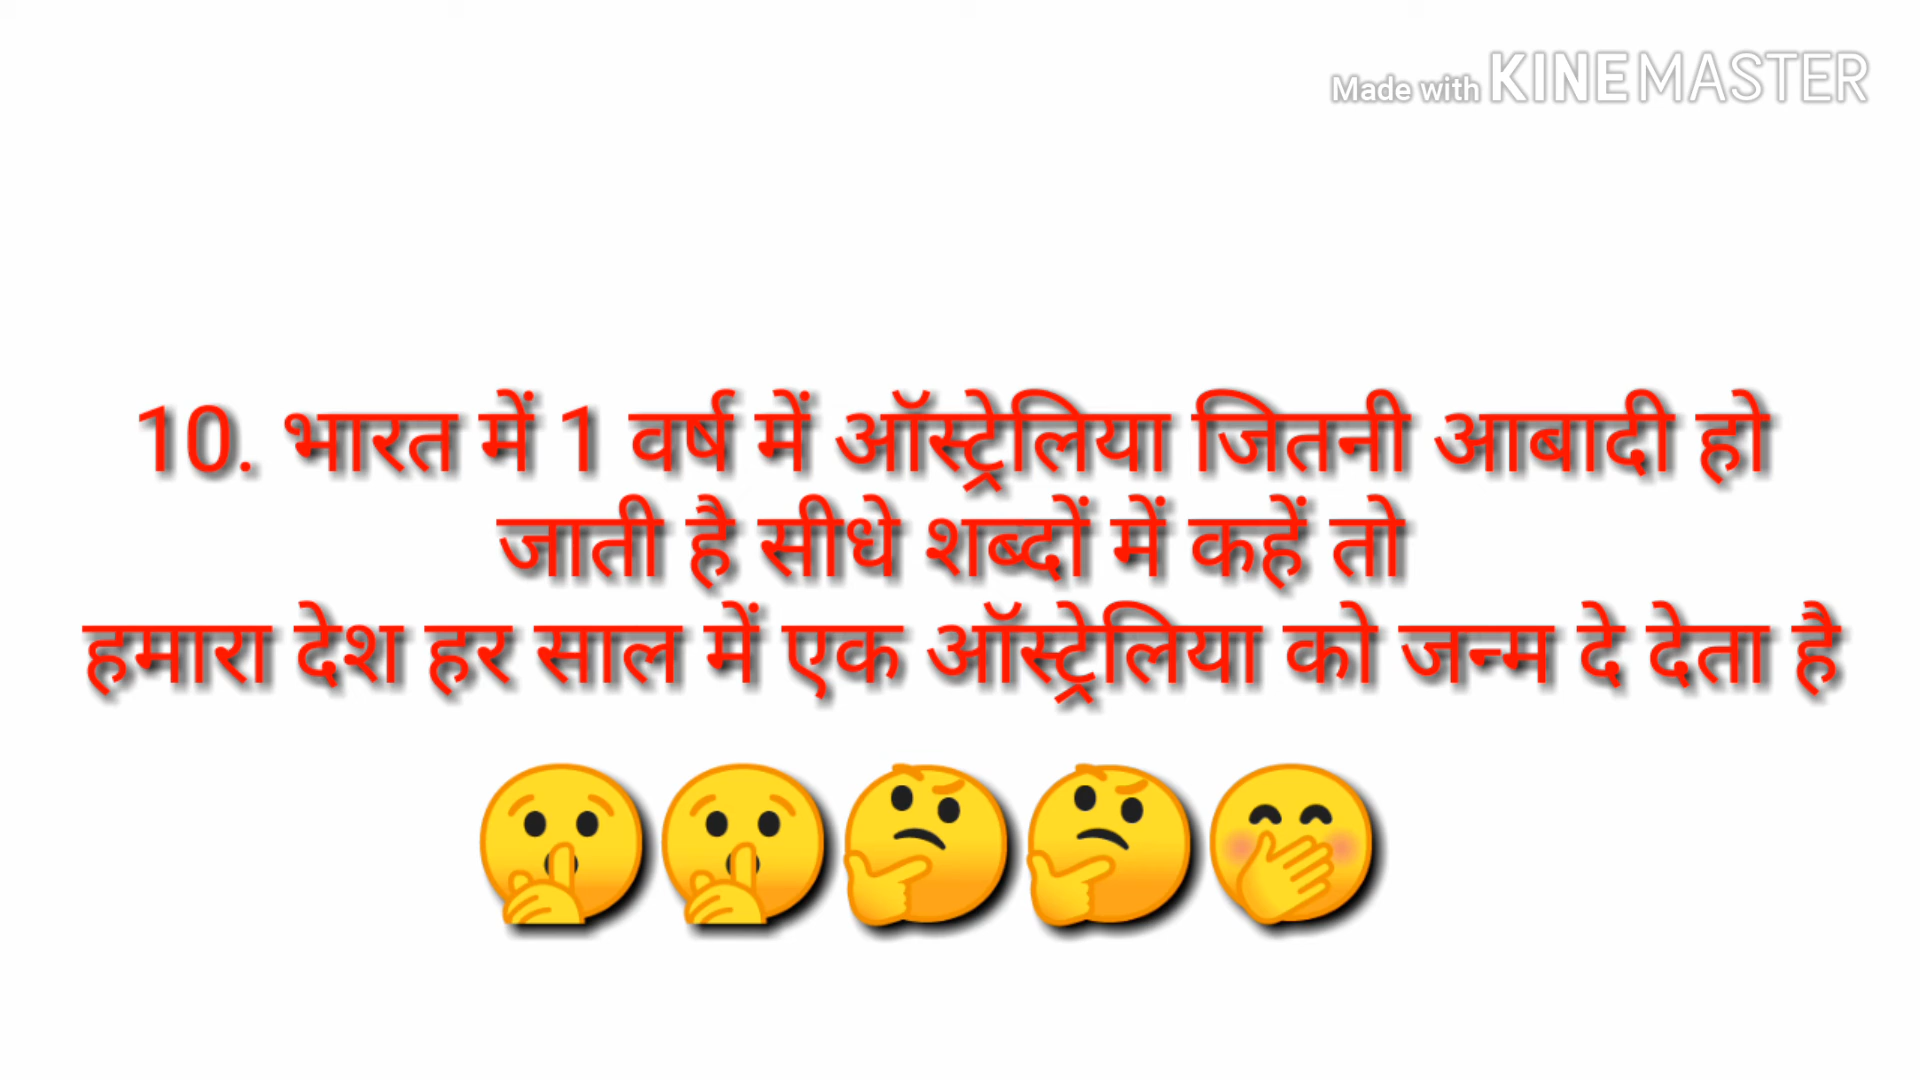 Made with KINEMASTER
10. भारत में 1 वर्ष में ऑस्ट्रेलिया जितनी आबादी हो
जाती है सीधे शब्दों में कहें तो
हमारा देश हर साल में एक ऑस्ट्रेलिया को जन्म दे देता है
🤫🤫🤔🤔🤭